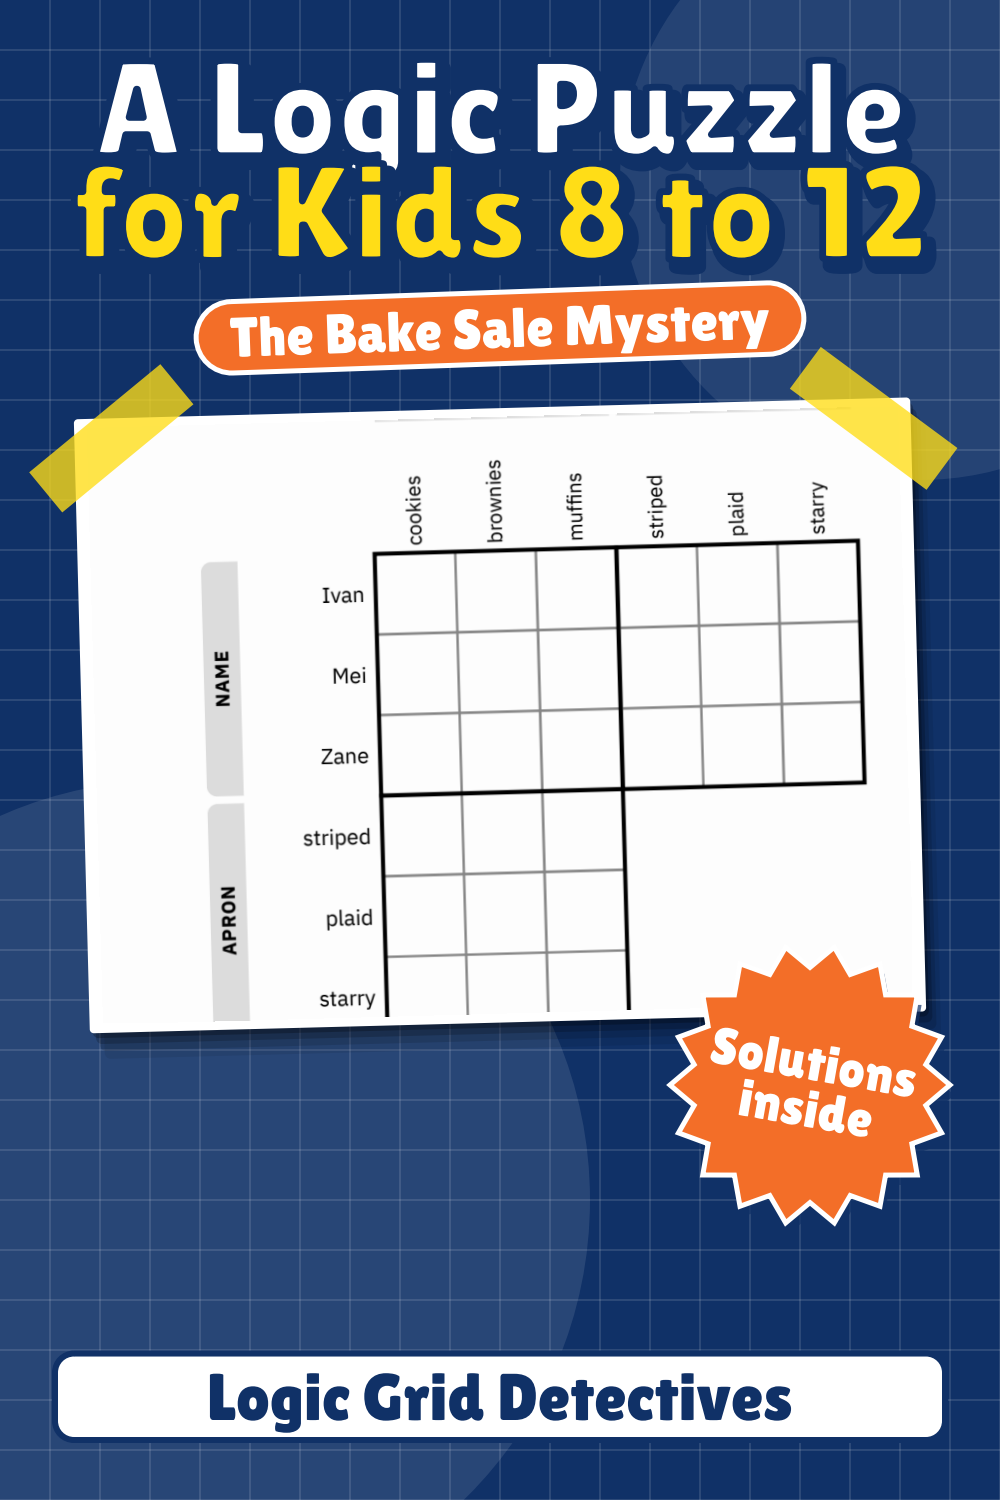 A Logic Puzzle
for Kids 8 to 12
The Bake Sale Mystery
cookies
brownies
muffins
striped
plaid
starry
NAME
Ivan
Mei
Zane
APRON
striped
plaid
starry
Solutions
inside
Logic Grid Detectives